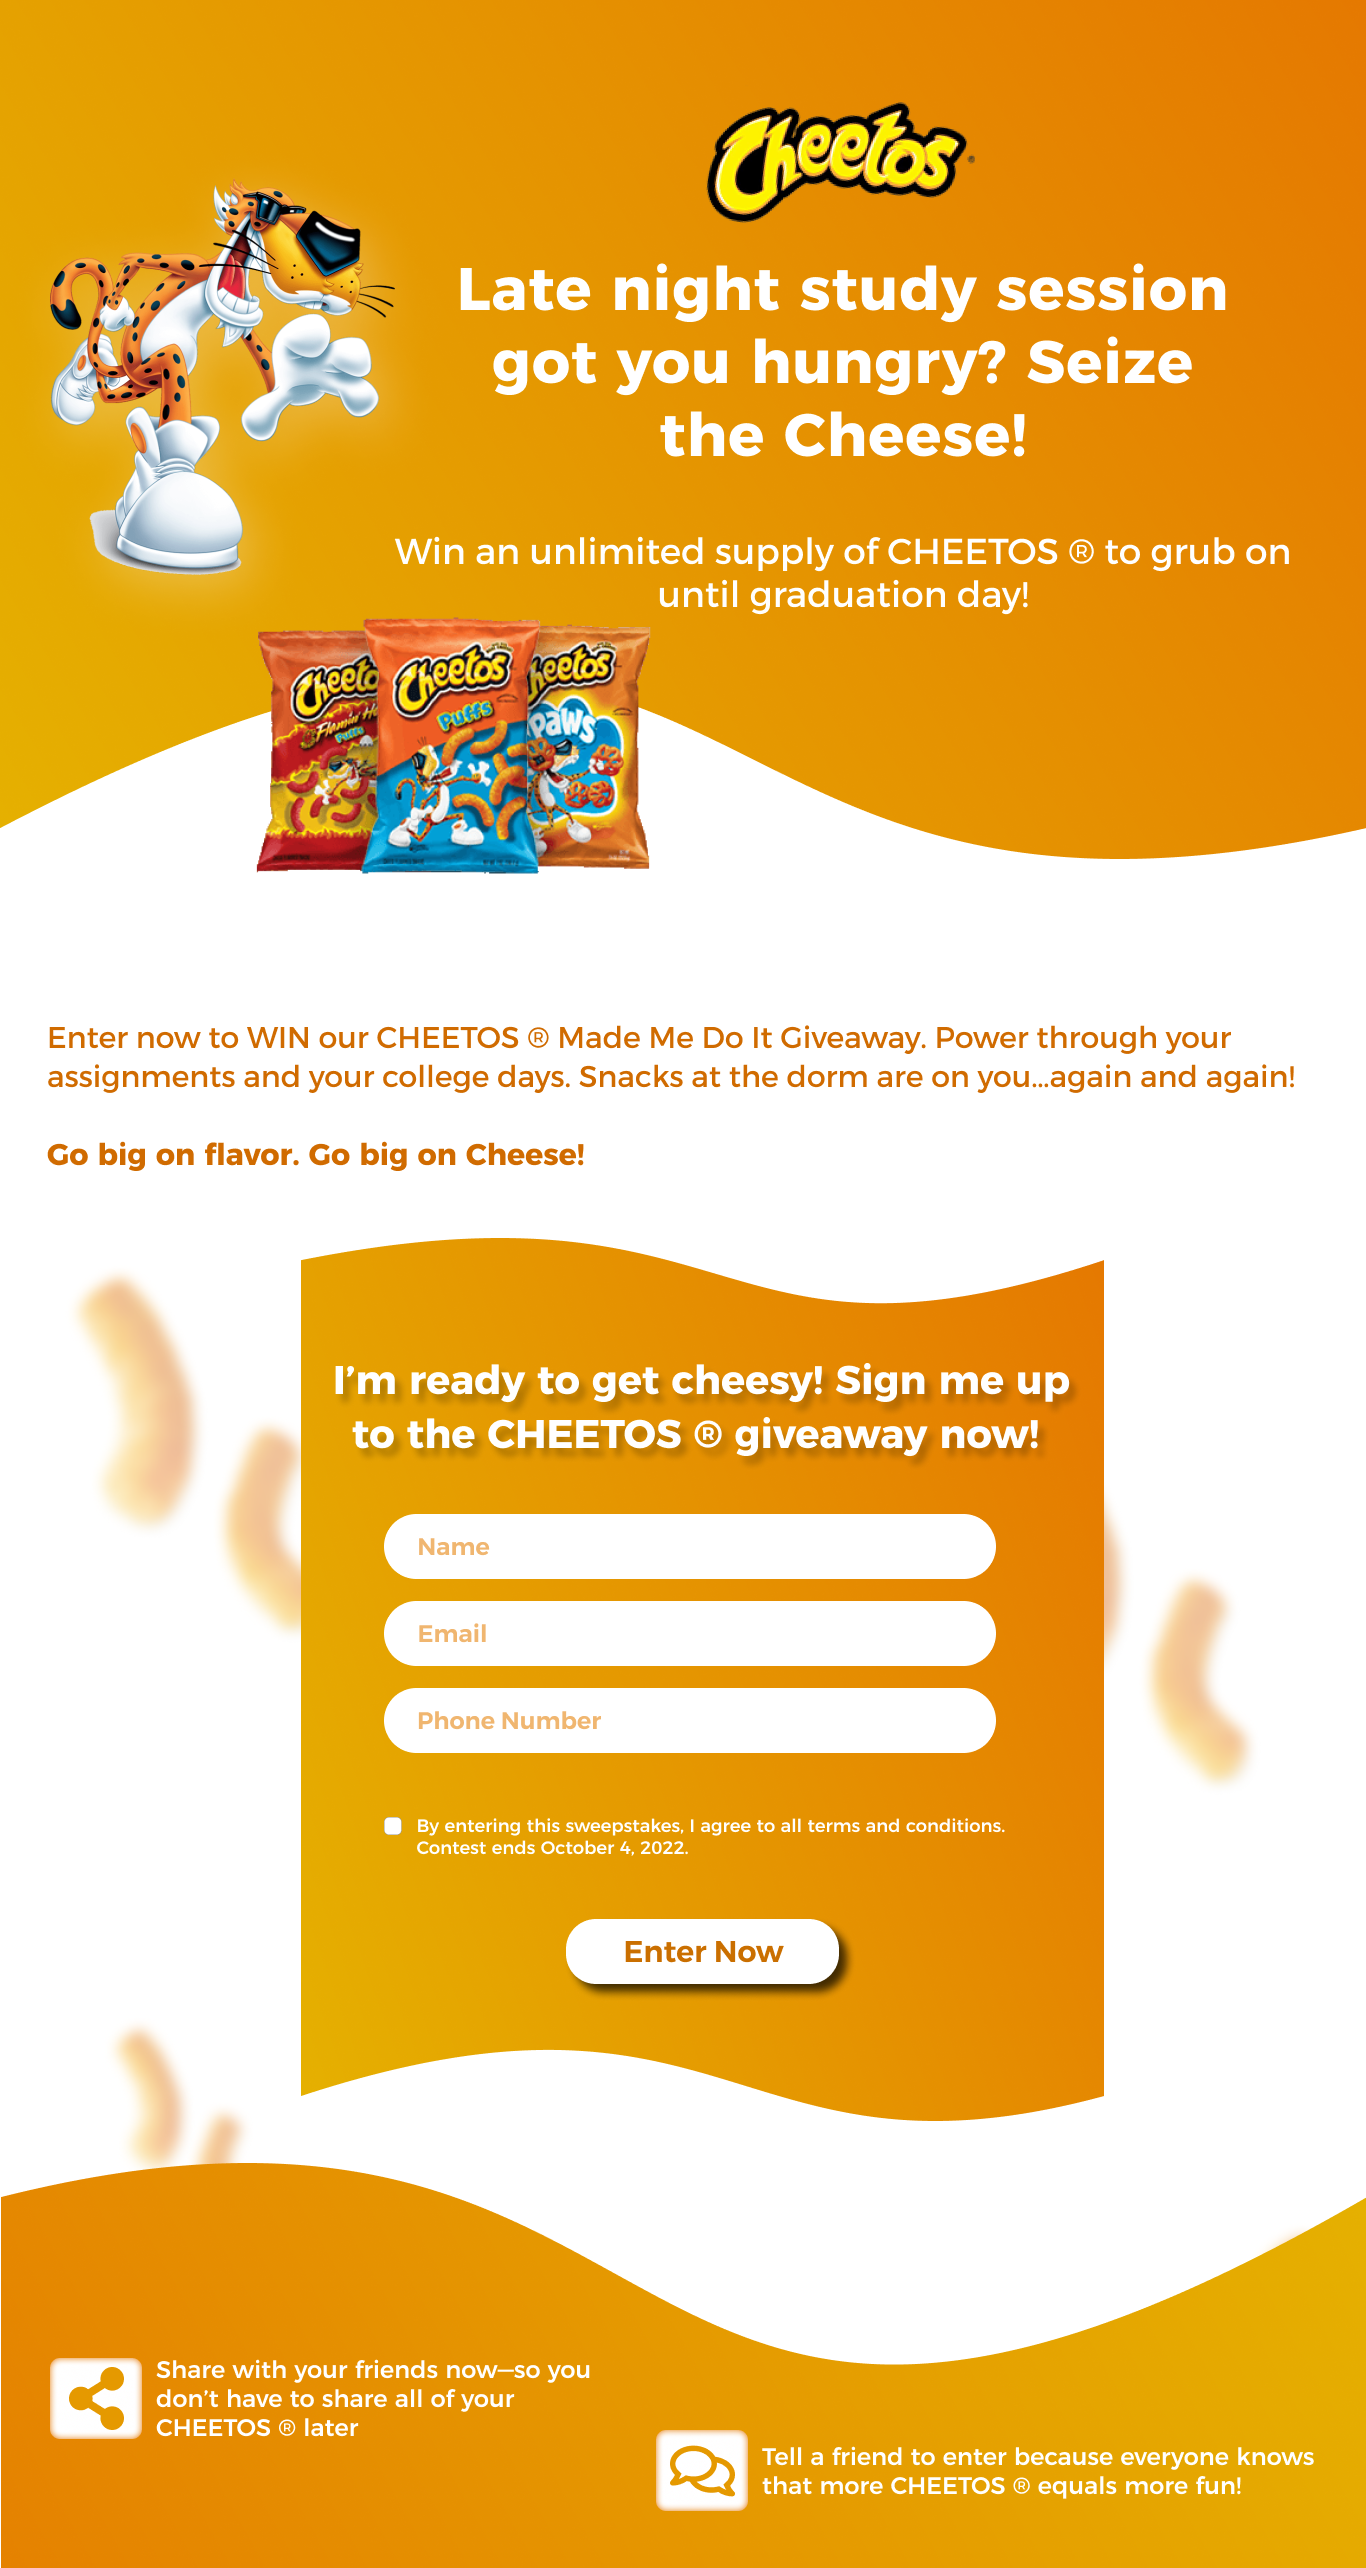 Cheetos
Late night study session
got you hungry? Seize
the Cheese!
Win an unlimited supply of CHEETOS ® to grub on
until graduation day!
Cheeto
Flamin' Ho
Puffs
Cheetos
Puffs
heetos
Paws
Enter now to WIN our CHEETOS ® Made Me Do It Giveaway. Power through your
assignments and your college days. Snacks at the dorm are on you...again and again!
Go big on flavor. Go big on Cheese!
I'm ready to get cheesy! Sign me up
to the CHEETOS ® giveaway now!
Name
Email
Phone Number
By entering this sweepstakes, I agree to all terms and conditions.
Contest ends October 4, 2022.
Enter Now
Share with your friends now—so you
don't have to share all of your
CHEETOS ® later
Tell a friend to enter because everyone knows
that more CHEETOS ® equals more fun!